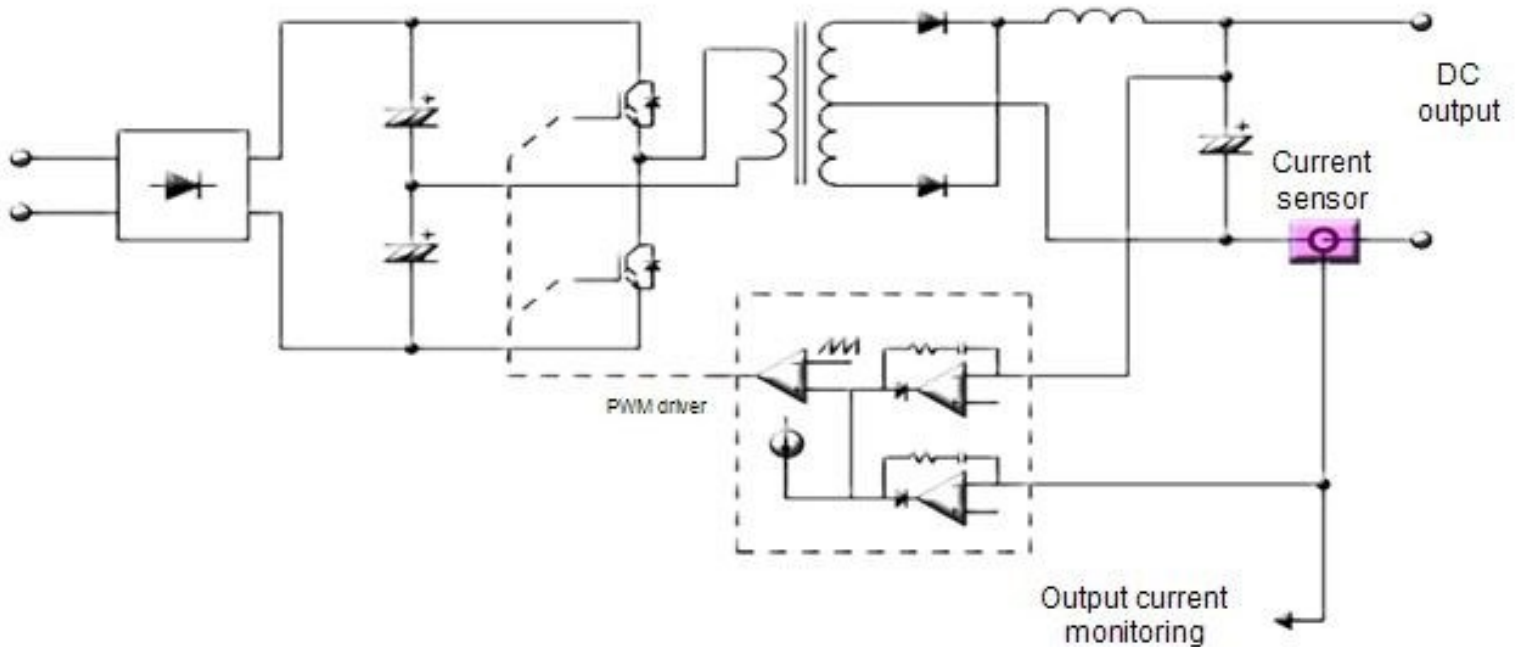 DC
output
Current
sensor
PWM driver
Output current
monitoring